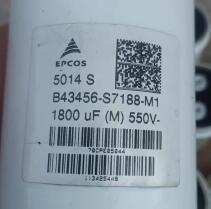 EPCOS
5014 S
B43456-S7188-M1
1800 uF (M) 550V-